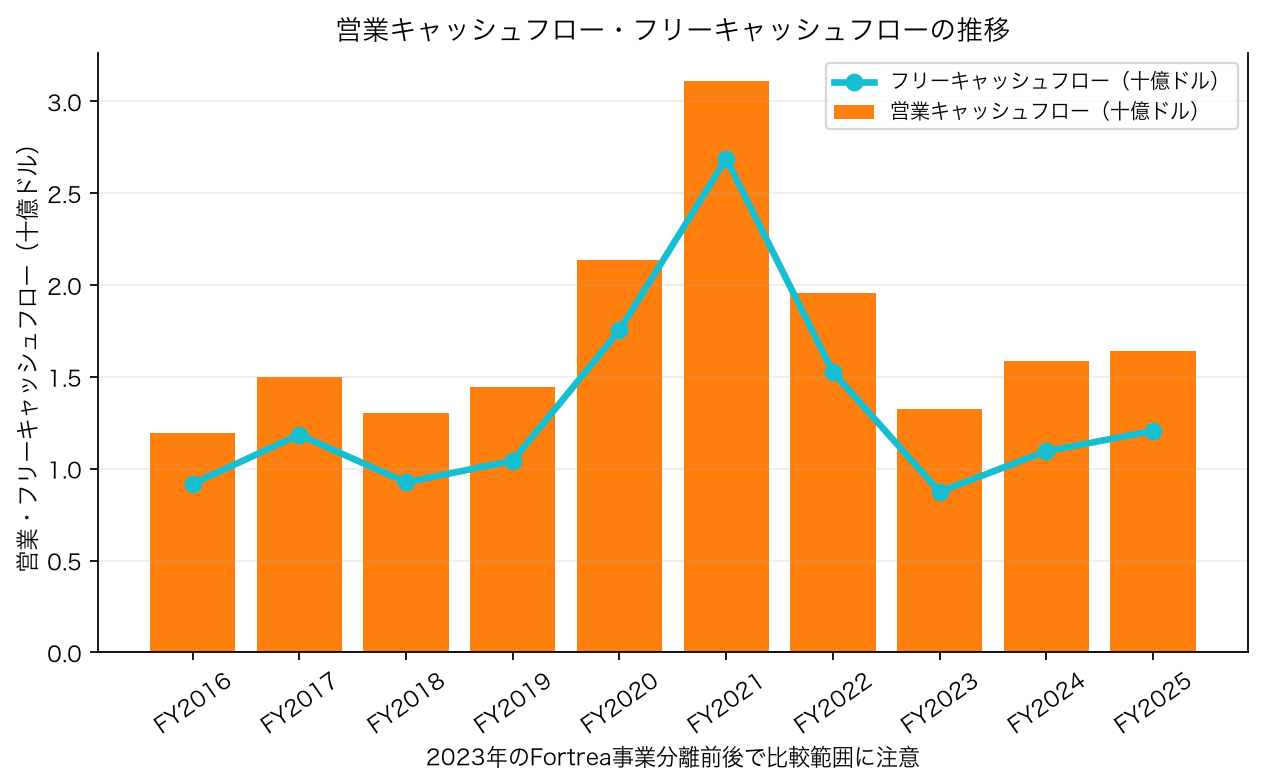 営業キャッシュフロー・フリーキャッシュフローの推移
フリーキャッシュフロー（十億ドル）
営業キャッシュフロー（十億ドル）
営業・フリーキャッシュフロー（十億ドル）
3.0
2.5
2.0
1.5
1.0
0.5
0.0
FY2016
FY2017
FY2018
FY2019
FY2020
FY2021
FY2022
FY2023
FY2024
FY2025
2023年のFortrea事業分離前後で比較範囲に注意